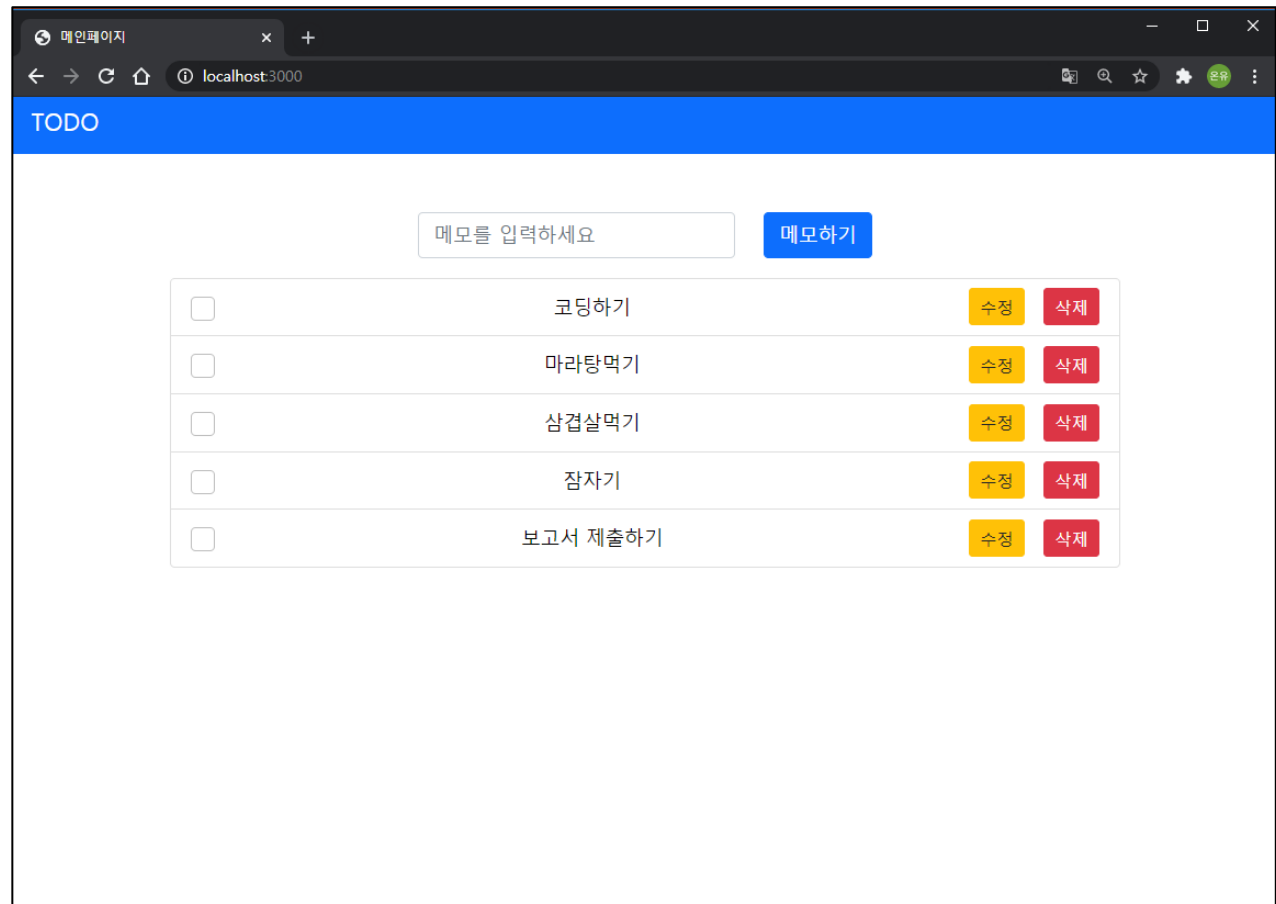 메인페이지
localhost:3000
온유
TODO
메모를 입력하세요 메모하기
코딩하기 수정 삭제
마라탕먹기 수정 삭제
삼겹살먹기 수정 삭제
잠자기 수정 삭제
보고서 제출하기 수정 삭제